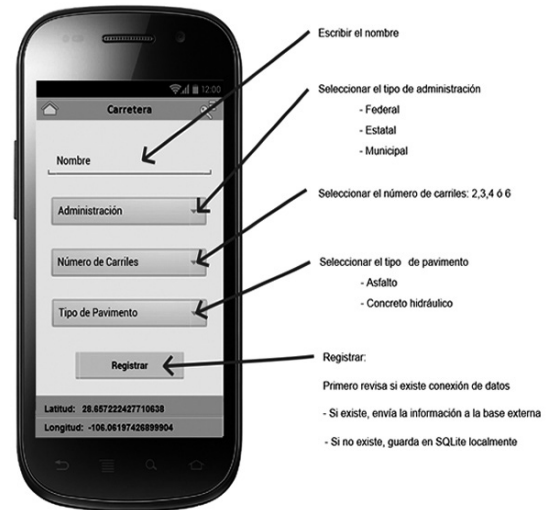 12:00
Carretera
Nombre
Administración
Número de Carriles
Tipo de Pavimento
Registrar
Latitud: 28.657222427710638
Longitud: -106.06197426899904
Escribir el nombre
Seleccionar el tipo de administración
- Federal
- Estatal
- Municipal
Seleccionar el número de carriles: 2,3,4 ó 6
Seleccionar el tipo de pavimento
- Asfalto
- Concreto hidráulico
Registrar:
Primero revisa si existe conexión de datos
- Si existe, envía la información a la base externa
- Si no existe, guarda en SQLite localmente